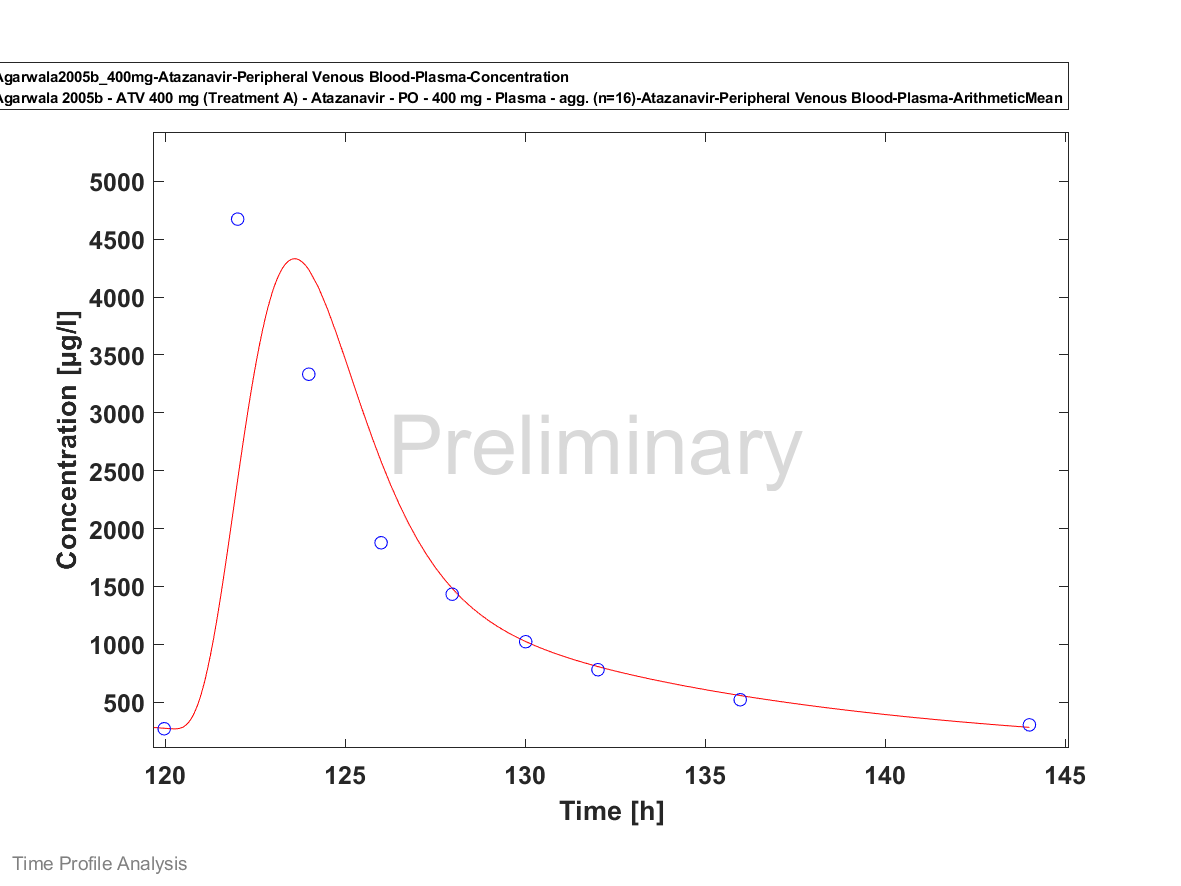 Agarwala2005b_400mg-Atazanavir-Peripheral Venous Blood-Plasma-Concentration
Agarwala 2005b - ATV 400 mg (Treatment A) - Atazanavir - PO - 400 mg - Plasma - agg. (n=16)-Atazanavir-Peripheral Venous Blood-Plasma-ArithmeticMean
5000
4500
4000
3500
3000
2500
2000
1500
1000
500
Concentration [µg/l]
Preliminary
120 125 130 135 140 145
Time [h]
Time Profile Analysis